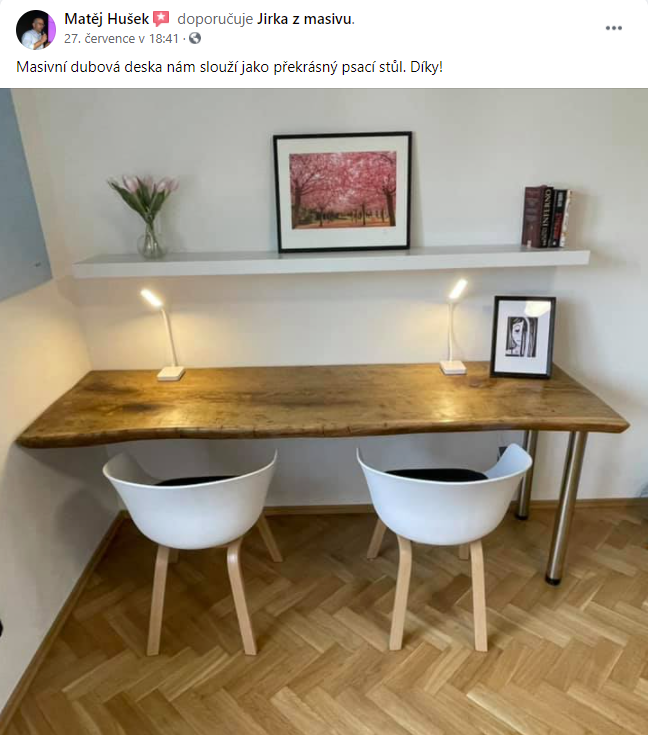 Matěj Hušek doporučuje Jirka z masivu.
27. července v 18:41 ·
Masivní dubová deska nám slouží jako překrásný psací stůl. Díky!
INFERNO